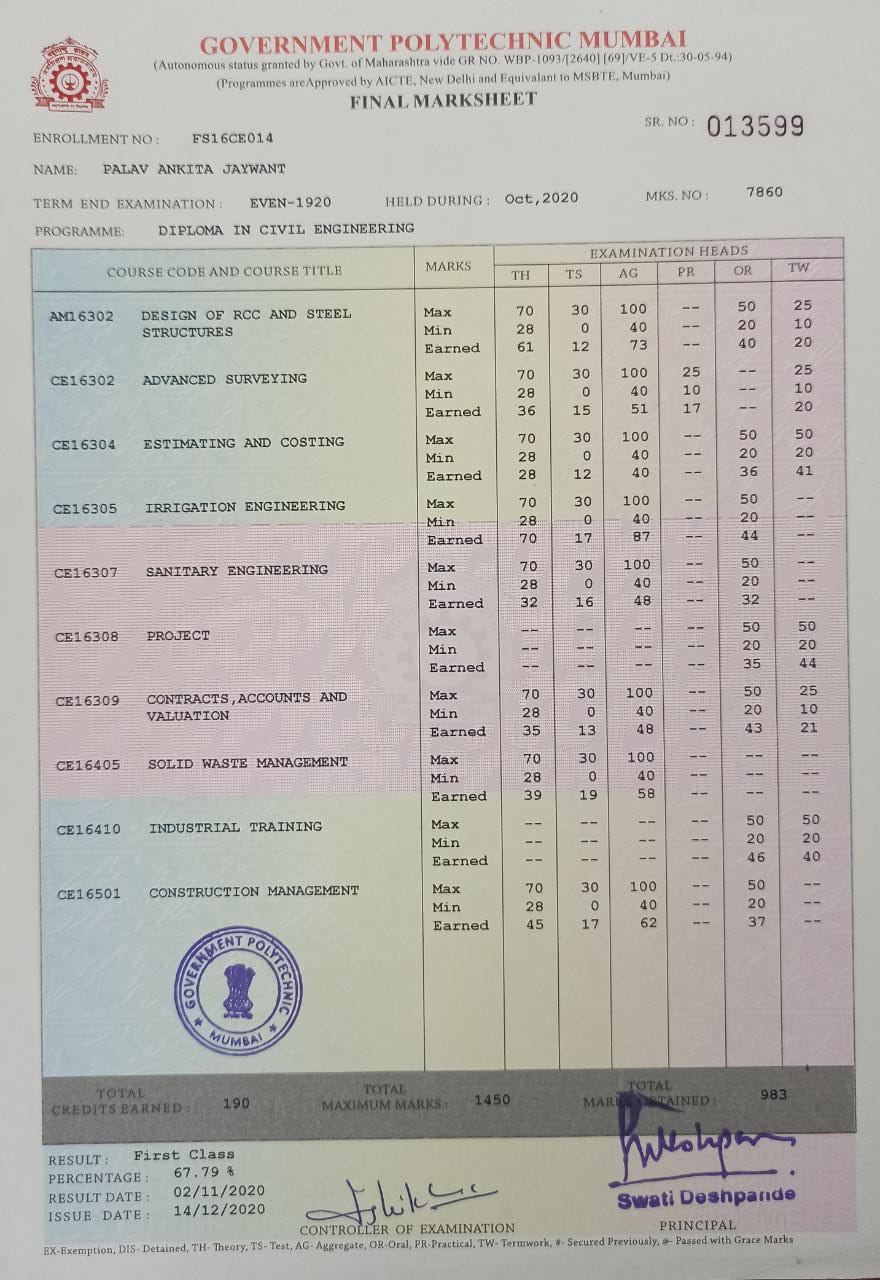 GOVERNMENT POLYTECHNIC MUMBAI
(Autonomous status granted by Govt. of Maharashtra vide GR NO. WBP-1093/[2640] [69]/VE-5 Dt.:30-05-94)
(Programmes areApproved by AICTE, New Delhi and Equivalant to MSBTE, Mumbai)
FINAL MARKSHEET
SR. NO : 013599
ENROLLMENT NO : FS16CE014
NAME: PALAV ANKITA JAYWANT
TERM END EXAMINATION : EVEN-1920 HELD DURING : Oct,2020 MKS. NO : 7860
PROGRAMME: DIPLOMA IN CIVIL ENGINEERING
COURSE CODE AND COURSE TITLE MARKS EXAMINATION HEADS
TH TS AG PR OR TW
AM16302 DESIGN OF RCC AND STEEL Max 70 30 100 -- 50 25
STRUCTURES Min 28 0 40 -- 20 10
Earned 61 12 73 -- 40 20
CE16302 ADVANCED SURVEYING Max 70 30 100 25 -- 25
Min 28 0 40 10 -- 10
Earned 36 15 51 17 -- 20
CE16304 ESTIMATING AND COSTING Max 70 30 100 -- 50 50
Min 28 0 40 -- 20 20
Earned 28 12 40 -- 36 41
CE16305 IRRIGATION ENGINEERING Max 70 30 100 -- 50 --
Min 28 0 40 -- 20 --
Earned 70 17 87 -- 44 --
CE16307 SANITARY ENGINEERING Max 70 30 100 -- 50 --
Min 28 0 40 -- 20 --
Earned 32 16 48 -- 32 --
CE16308 PROJECT Max -- -- -- -- 50 50
Min -- -- -- -- 20 20
Earned -- -- -- -- 35 44
CE16309 CONTRACTS,ACCOUNTS AND Max 70 30 100 -- 50 25
VALUATION Min 28 0 40 -- 20 10
Earned 35 13 48 -- 43 21
CE16405 SOLID WASTE MANAGEMENT Max 70 30 100 -- -- --
Min 28 0 40 -- -- --
Earned 39 19 58 -- -- --
CE16410 INDUSTRIAL TRAINING Max -- -- -- -- 50 50
Min -- -- -- -- 20 20
Earned -- -- -- -- 46 40
CE16501 CONSTRUCTION MANAGEMENT Max 70 30 100 -- 50 --
Min 28 0 40 -- 20 --
Earned 45 17 62 -- 37 --
GOVERNMENT POLYTECHNIC
MUMBAI
TOTAL CREDITS EARNED : 190 TOTAL MAXIMUM MARKS : 1450 TOTAL MARKS OBTAINED : 983
RESULT : First Class
PERCENTAGE : 67.79 %
RESULT DATE : 02/11/2020
ISSUE DATE : 14/12/2020
Swati Deshpande
CONTROLLER OF EXAMINATION PRINCIPAL
EX-Exemption, DIS- Detained, TH- Theory, TS- Test, AG- Aggregate, OR-Oral, PR-Practical, TW- Termwork, #- Secured Previously, @- Passed with Grace Marks